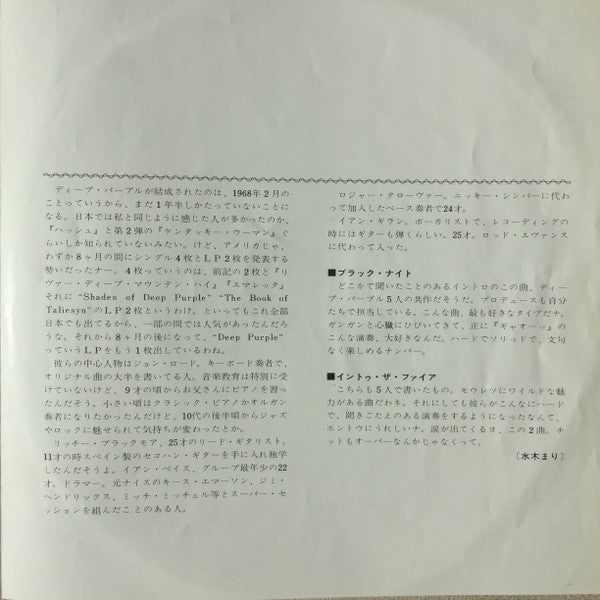 ディープ・パープルが結成されたのは、1968年2月の
ことっていうから、まだ1年半しかたっていないことに
なる。日本では私と同じように感じた人が多かったのか、
『ハッシュ』と第2弾の『ケンタッキー・ウーマン』ぐ
らいしか知られていないみたい。けど、アメリカじゃ、
わずか8ヶ月の間にシングル4枚とLP2枚を発表する
勢いだったナー。4枚っていうのは、前記の2枚と『リ
ヴァー・ディープ・マウンテン・ハイ』『エマレッタ』
それに "Shades of Deep Purple" "The Book of
Taliesyn" のLP2枚というわけ。といってもこれ全部
日本でも出てるから、一部の間では人気があったんだろ
うな。それから8ヶ月の後になって、"Deep Purple"
っていうLPをもう1枚出しているわね。
彼らの中心人物はジョン・ロード。キーボード奏者で、
オリジナル曲の大半を書いてる人。音楽教育は特別に受
けていないけど、9才の頃からお父さんにピアノを習っ
たんだそう。小さい頃はクラシック・ピアノかオルガン
奏者になりたかったんだけど、10代の後半頃からジャズ
やロックに魅せられて気持ちが変わったとか。
リッチー・ブラックモア、25才のリード・ギタリスト。
11才の時スペイン製のセコハン・ギターを手に入れ独学
したんだそうよ。イアン・ペイス、グループ最年少の22
才。ドラマー。元ナイスのキース・エマーソン、ジミ・
ヘンドリックス、ミッチ・ミッチェル等とスーパー・セ
ッションを組んだことのある人。
ロジャー・クローヴァー。ニッキー・シンパーに代わ
って加入したベース奏者で24才。
イアン・ギラン。ボーカリストで、レコーディングの
時にはギターも弾くらしい。25才。ロッド・エヴァンス
に代わって入った。
■ブラック・ナイト
どこかで聞いたことのあるイントロのこの曲、ディー
プ・パープル5人の共作だそうだ。プロデュースも自分
たちで担当している。こんな曲、最も好きなタイプだナ。
ガンガンと心臓にひびいてきて、正に『ギャオーッ』の
こんな演奏、大好きなんだ。ハードでソリッドで、文句
なく楽しめるナンバー。
■イントゥ・ザ・ファイア
こちらも5人で書いたもの。モウレツにワイルドな魅
力がある曲だわネ。それにしても彼らがこんなにハード
で、聞きごたえのある演奏をするようになったなんて、
ホントウにうれしいナ。涙が出てくるヨ、この2曲。チ
ットもオーバーなんかじゃなくって。
〔水木まり〕